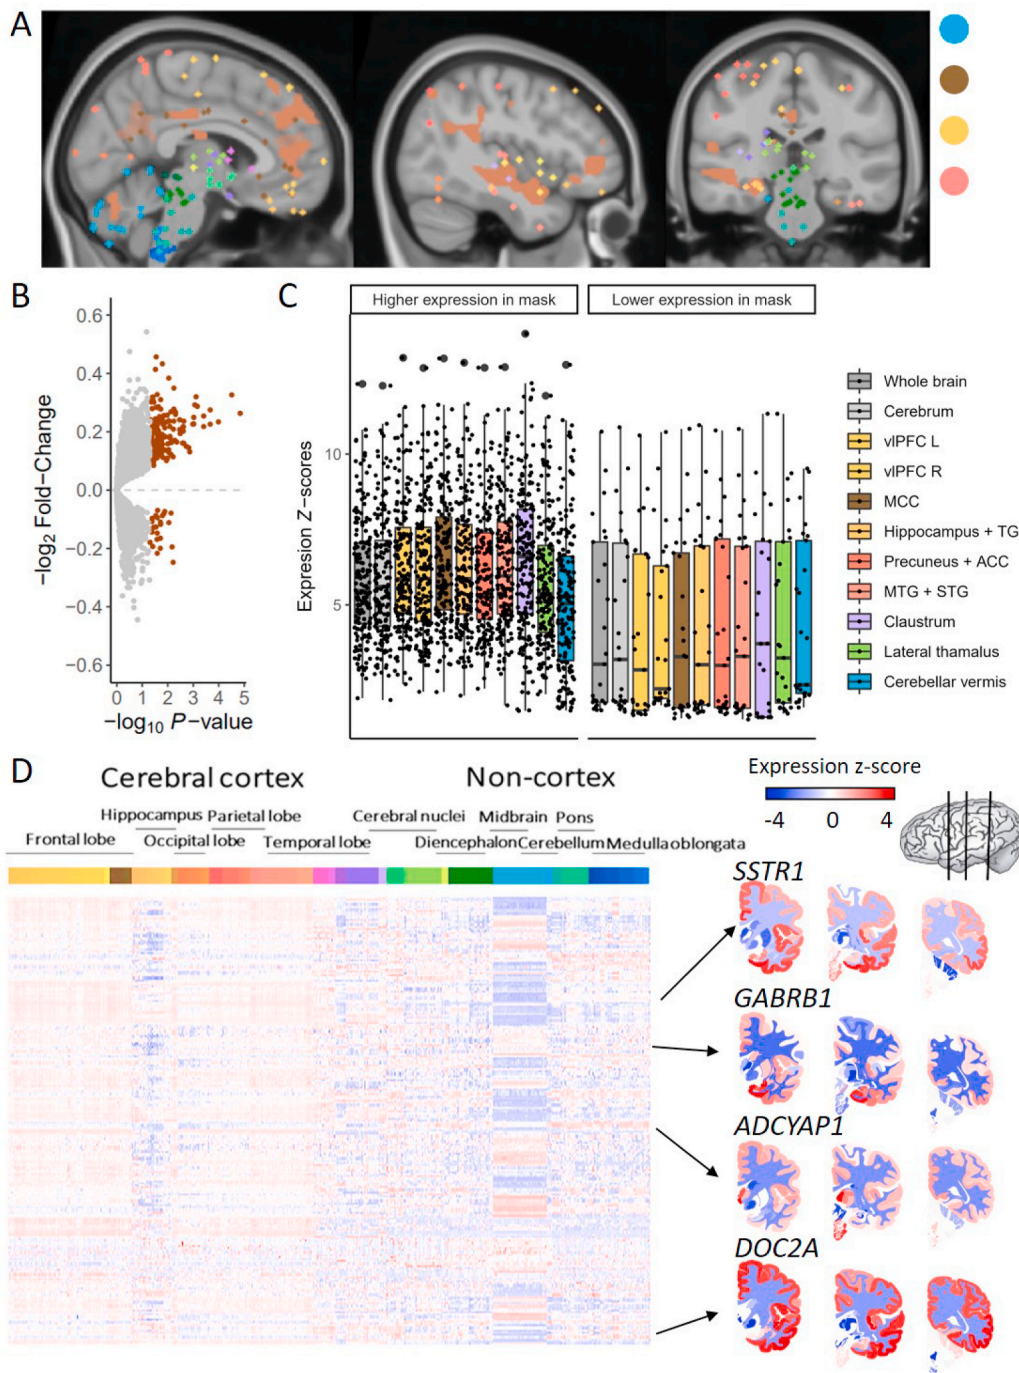 A
B
0.6
0.4
0.2
0.0
−0.2
−0.4
−0.6
−log2 Fold−Change
0 1 2 3 4 5
−log10 P−value
C
Higher expression in mask
Lower expression in mask
10
5
Expresion Z−scores
Whole brain
Cerebrum
vlPFC L
vlPFC R
MCC
Hippocampus + TG
Precuneus + ACC
MTG + STG
Claustrum
Lateral thamalus
Cerebellar vermis
D
Cerebral cortex
Non-cortex
Hippocampus Parietal lobe
Cerebral nuclei Midbrain Pons
Frontal lobe Occipital lobe Temporal lobe
Diencephalon Cerebellum Medulla oblongata
Expression z-score
-4 0 4
SSTR1
GABRB1
ADCYAP1
DOC2A